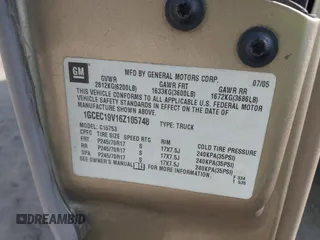 GM
MFD BY GENERAL MOTORS CORP.
07/05
GVWR GAWR FRT GAWR RR
2812KG(6200LB) 1633KG(3600LB) 1672KG(3686LB)
THIS VEHICLE CONFORMS TO ALL APPLICABLE U.S. FEDERAL MOTOR
VEHICLE SAFETY STANDARDS IN EFFECT ON THE DATE OF
MANUFACTURE SHOWN ABOVE.
1GCEC19V16Z105748 TYPE: TRUCK
MODEL: C15753
TIRE SIZE SPEED RTG RIM COLD TIRE PRESSURE
FRT P245/70R17 S 17X7.5J 240KPA(35PSI)
RR P245/70R17 S 17X7.5J 240KPA(35PSI)
SPA P245/70R17 S 17X7.5J 240KPA(35PSI)
SEE OWNER'S MANUAL FOR MORE INFORMATION.
DREAMBID